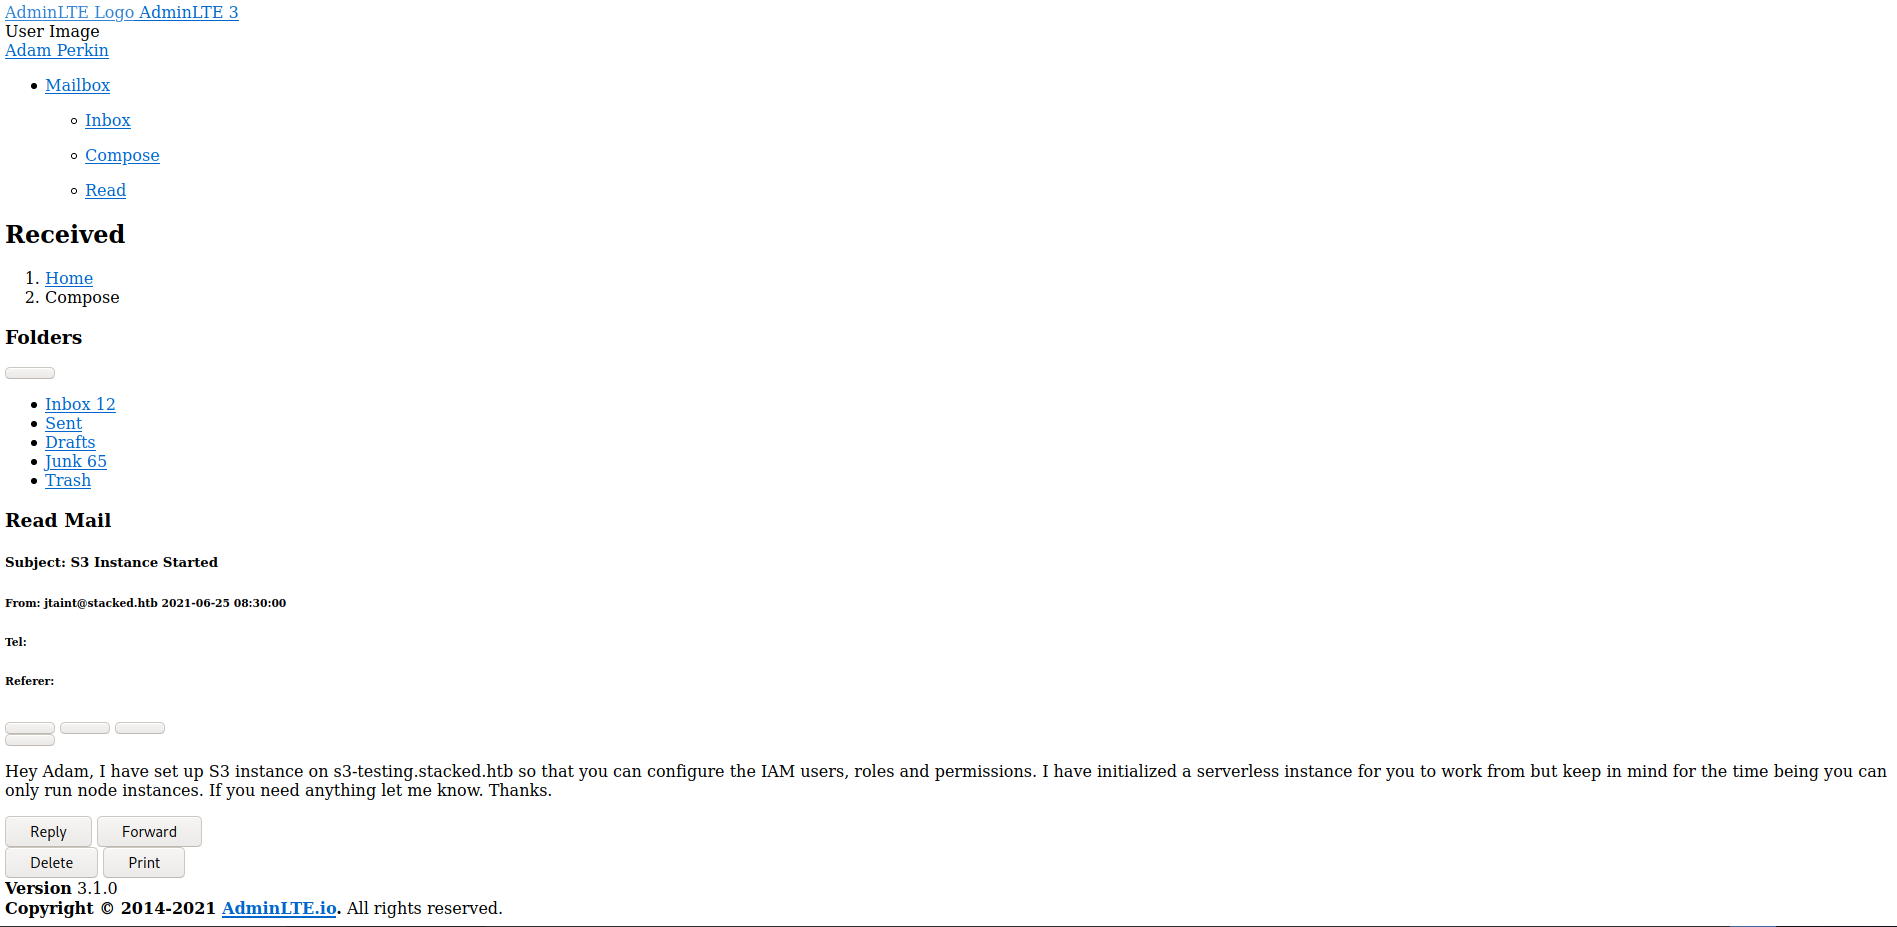 AdminLTE Logo AdminLTE 3
User Image
Adam Perkin
Mailbox
Inbox
Compose
Read
Received
1. Home
2. Compose
Folders
Inbox 12
Sent
Drafts
Junk 65
Trash
Read Mail
Subject: S3 Instance Started
From: jtaint@stacked.htb 2021-06-25 08:30:00
Tel:
Referer:
Hey Adam, I have set up S3 instance on s3-testing.stacked.htb so that you can configure the IAM users, roles and permissions. I have initialized a serverless instance for you to work from but keep in mind for the time being you can
only run node instances. If you need anything let me know. Thanks.
Reply Forward
Delete Print
Version 3.1.0
Copyright © 2014-2021 AdminLTE.io. All rights reserved.